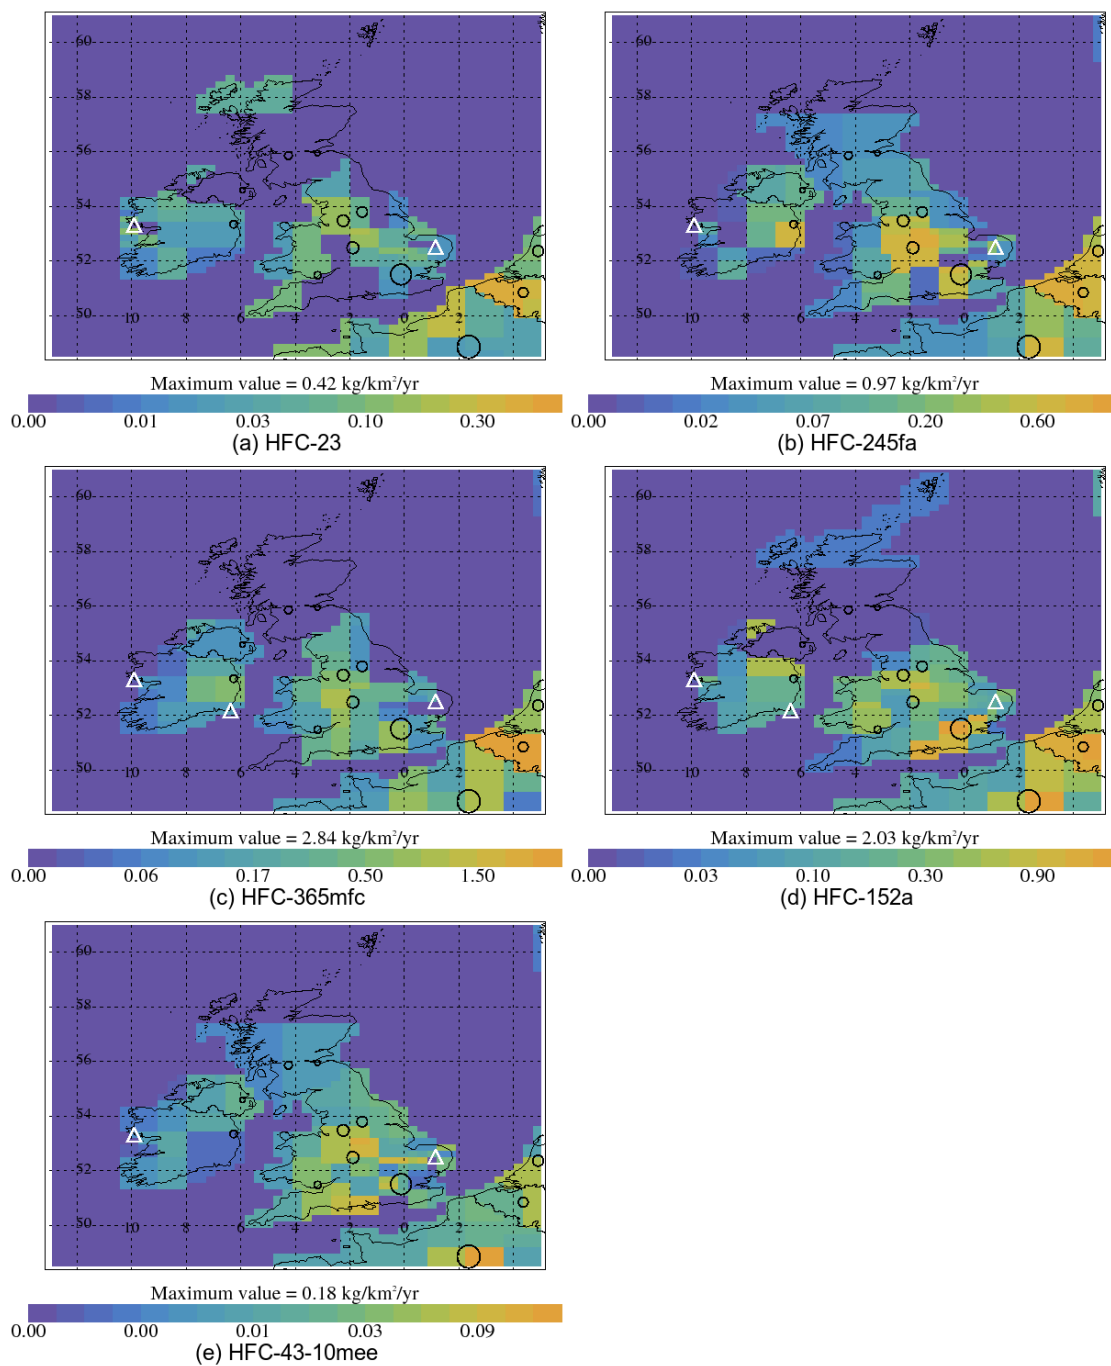 60
58
56
54
52
50
10 8 6 4 2 0 2
Maximum value = 0.42 kg/km²/yr
0.00 0.01 0.03 0.10 0.30
(a) HFC-23
60
58
56
54
52
50
10 8 6 4 2 0 2
Maximum value = 0.97 kg/km²/yr
0.00 0.02 0.07 0.20 0.60
(b) HFC-245fa
60
58
56
54
52
50
10 8 6 4 2 0 2
Maximum value = 2.84 kg/km²/yr
0.00 0.06 0.17 0.50 1.50
(c) HFC-365mfc
60
58
56
54
52
50
10 8 6 4 2 0 2
Maximum value = 2.03 kg/km²/yr
0.00 0.03 0.10 0.30 0.90
(d) HFC-152a
60
58
56
54
52
50
10 8 6 4 2 0 2
Maximum value = 0.18 kg/km²/yr
0.00 0.00 0.01 0.03 0.09
(e) HFC-43-10mee